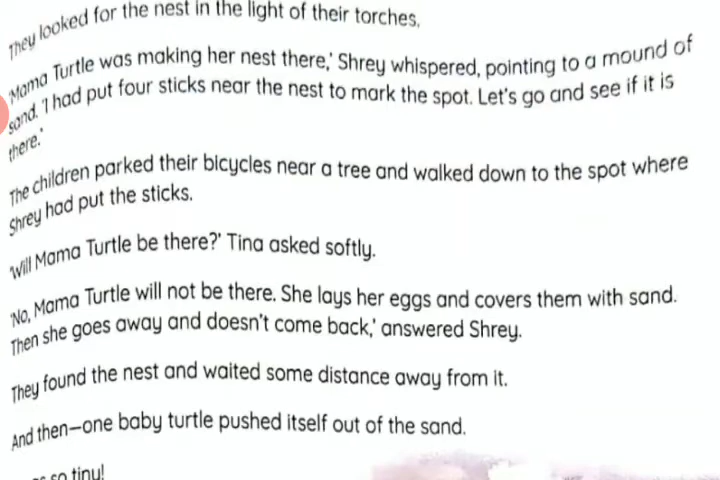 They looked for the nest in the light of their torches.
'Mama Turtle was making her nest there,' Shrey whispered, pointing to a mound of
sand. 'I had put four sticks near the nest to mark the spot. Let's go and see if it is
there.'
The children parked their bicycles near a tree and walked down to the spot where
Shrey had put the sticks.
'Will Mama Turtle be there?' Tina asked softly.
'No, Mama Turtle will not be there. She lays her eggs and covers them with sand.
Then she goes away and doesn't come back,' answered Shrey.
They found the nest and waited some distance away from it.
And then—one baby turtle pushed itself out of the sand.
so tiny!